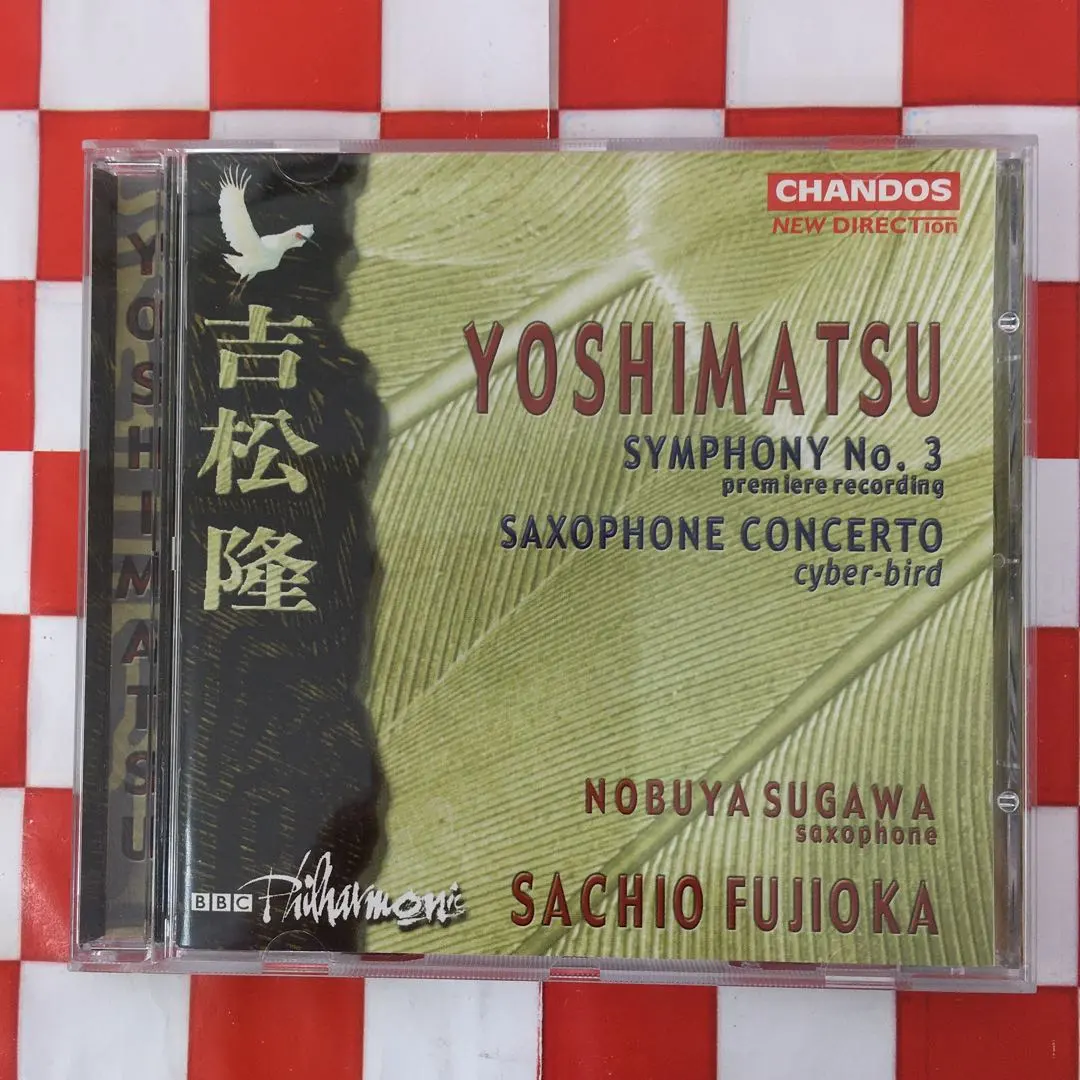 YOSHIMATSU
吉松隆
CHANDOS
NEW DIRECTion
YOSHIMATSU
SYMPHONY No. 3
premiere recording
SAXOPHONE CONCERTO
cyber-bird
NOBUYA SUGAWA
saxophone
SACHIO FUJIOKA
BBC Philharmonic